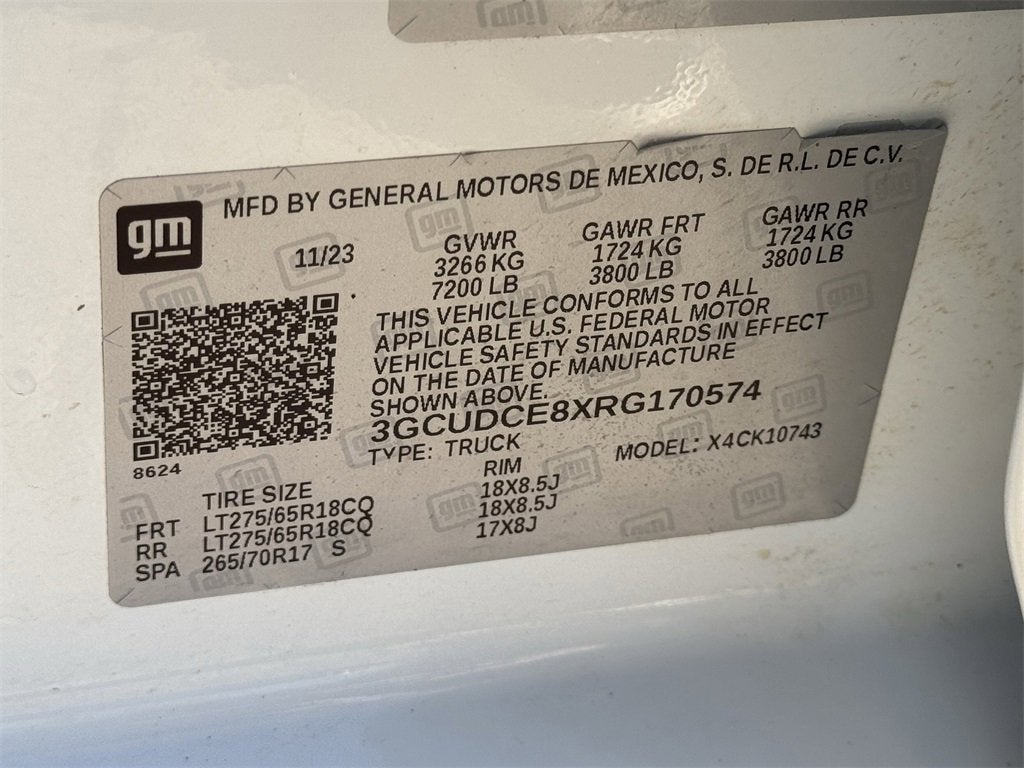 gm
MFD BY GENERAL MOTORS DE MEXICO, S. DE R.L. DE C.V.
11/23
GVWR
3266 KG
7200 LB
GAWR FRT
1724 KG
3800 LB
GAWR RR
1724 KG
3800 LB
THIS VEHICLE CONFORMS TO ALL
APPLICABLE U.S. FEDERAL MOTOR
VEHICLE SAFETY STANDARDS IN EFFECT
ON THE DATE OF MANUFACTURE
SHOWN ABOVE.
3GCUDCE8XRG170574
TYPE: TRUCK
MODEL: X4CK10743
8624
TIRE SIZE RIM
FRT LT275/65R18CQ 18X8.5J
RR LT275/65R18CQ 18X8.5J
SPA 265/70R17 S 17X8J